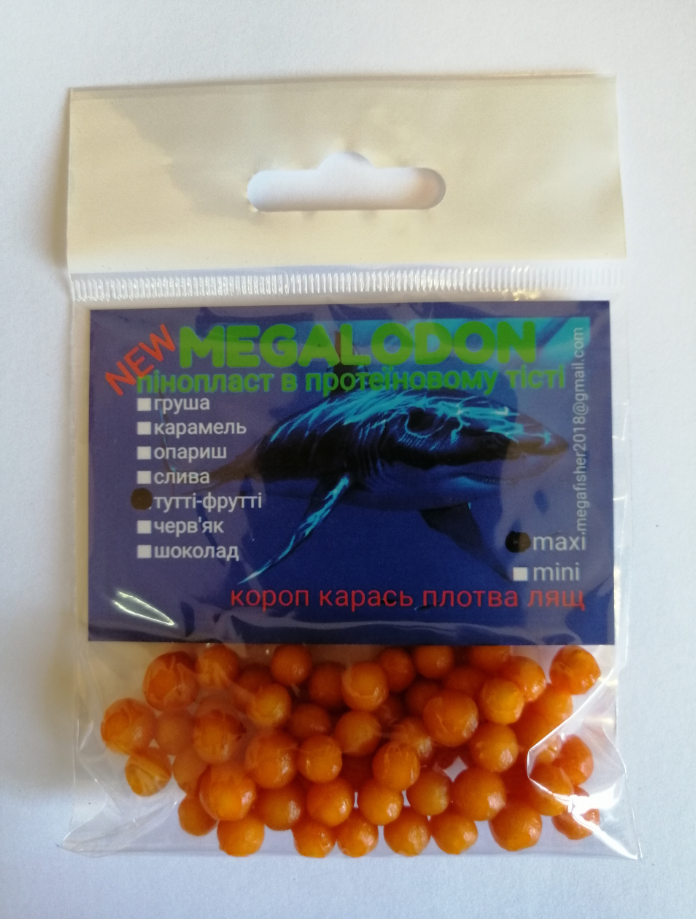 NEW
MEGALODON
пінопласт в протеїновому тісті
груша
карамель
опариш
слива
тутті-фрутті
черв'як
шоколад
megafisher2018@gmail.com
maxi
mini
короп карась плотва лящ